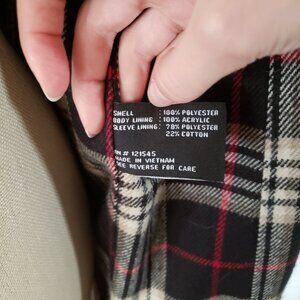 SHELL : 100% POLYESTER
BODY LINING : 100% ACRYLIC
SLEEVE LINING : 78% POLYESTER
22% COTTON
RN # 121545
MADE IN VIETNAM
SEE REVERSE FOR CARE